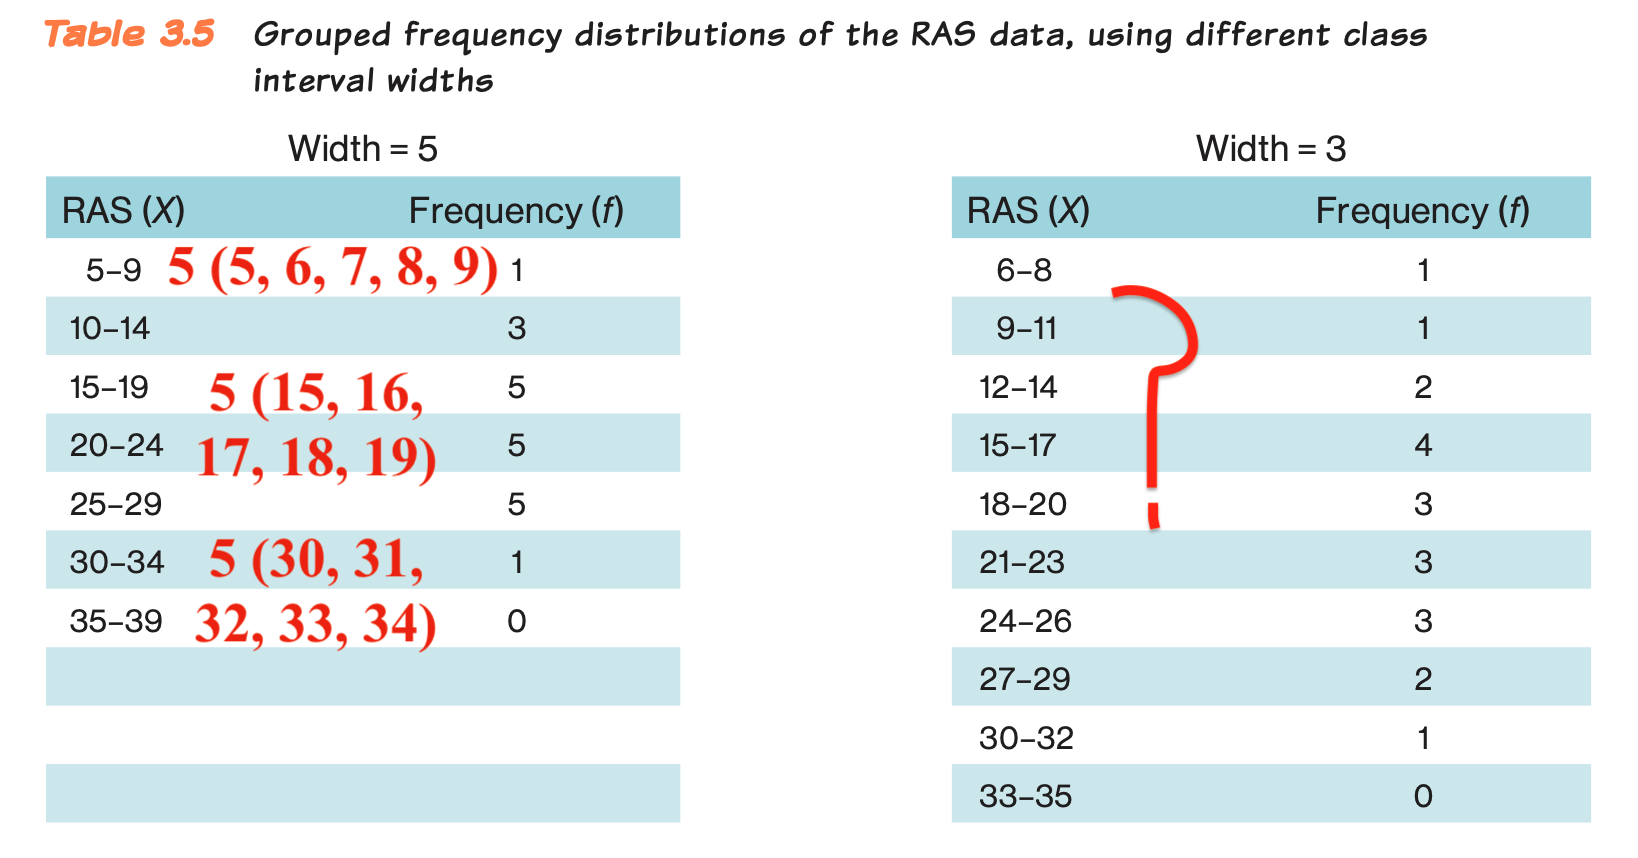 Table 3.5 Grouped frequency distributions of the RAS data, using different class
interval widths
Width = 5
RAS (X) Frequency (f)
5–9 5 (5, 6, 7, 8, 9) 1
10–14 3
15–19 5 (15, 16, 5
20–24 17, 18, 19) 5
25–29 5
30–34 5 (30, 31, 1
35–39 32, 33, 34) 0
Width = 3
RAS (X) Frequency (f)
6–8 1
9–11 1
12–14 2
15–17 4
18–20 3
21–23 3
24–26 3
27–29 2
30–32 1
33–35 0
?